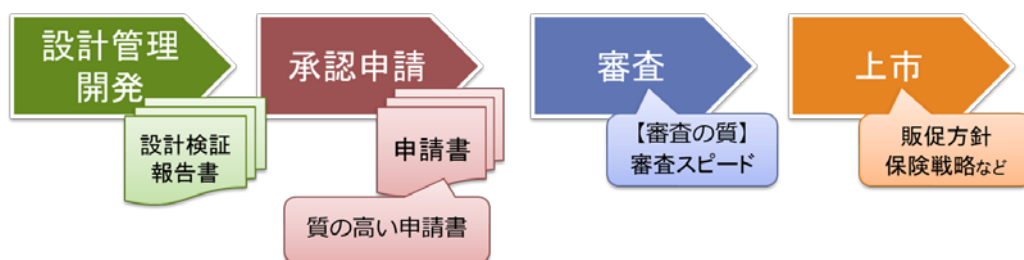 設計管理
開発
承認申請
審査
上市
設計検証
報告書
申請書
質の高い申請書
【審査の質】
審査スピード
販促方針
保険戦略など